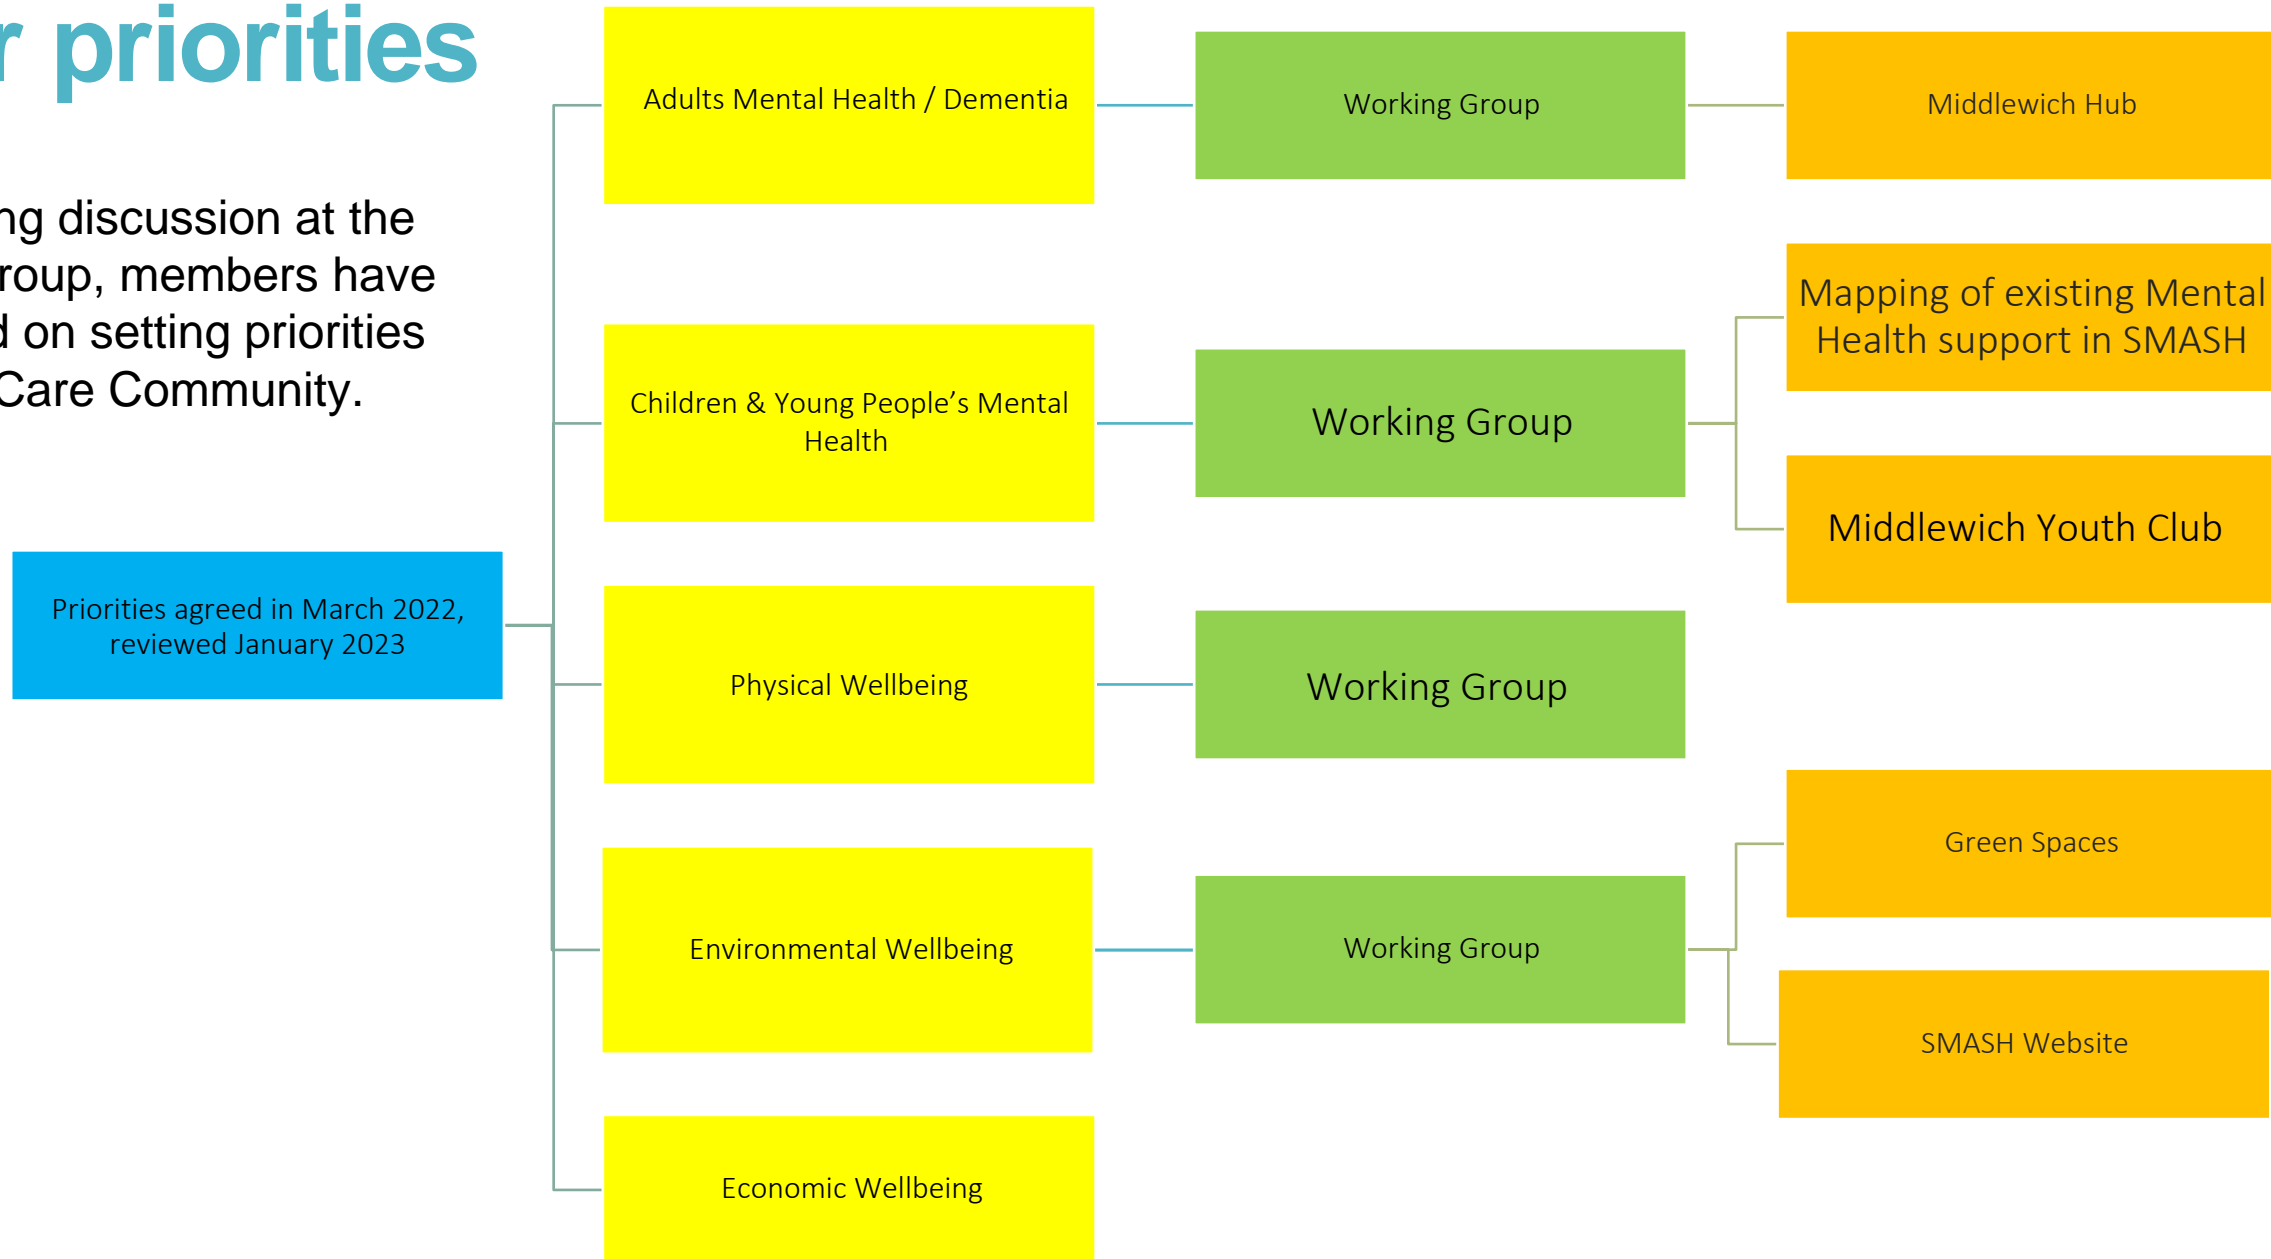 r priorities
ng discussion at the
roup, members have
d on setting priorities
Care Community.
Priorities agreed in March 2022,
reviewed January 2023
Adults Mental Health / Dementia
Working Group
Middlewich Hub
Children & Young People’s Mental
Health
Working Group
Mapping of existing Mental
Health support in SMASH
Middlewich Youth Club
Physical Wellbeing
Working Group
Environmental Wellbeing
Working Group
Green Spaces
SMASH Website
Economic Wellbeing